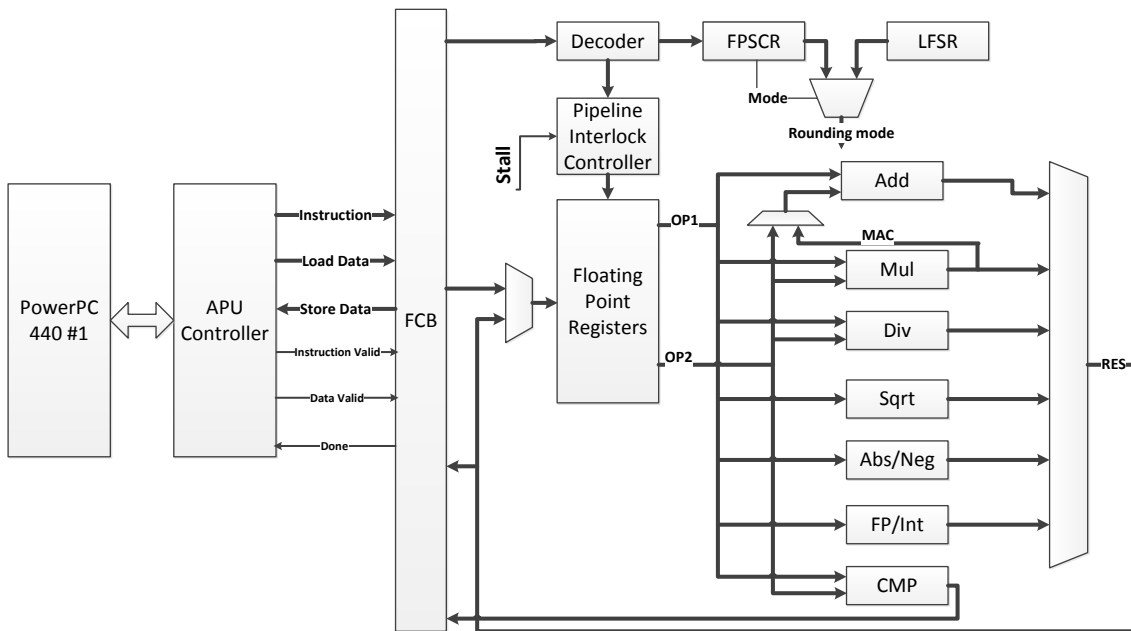 Decoder
FPSCR
LFSR
Mode
Rounding mode
Pipeline
Interlock
Controller
Stall
PowerPC
440 #1
APU
Controller
Instruction
Load Data
Store Data
Instruction Valid
Data Valid
Done
FCB
Floating
Point
Registers
OP1
OP2
Add
MAC
Mul
Div
Sqrt
Abs/Neg
FP/Int
CMP
RES